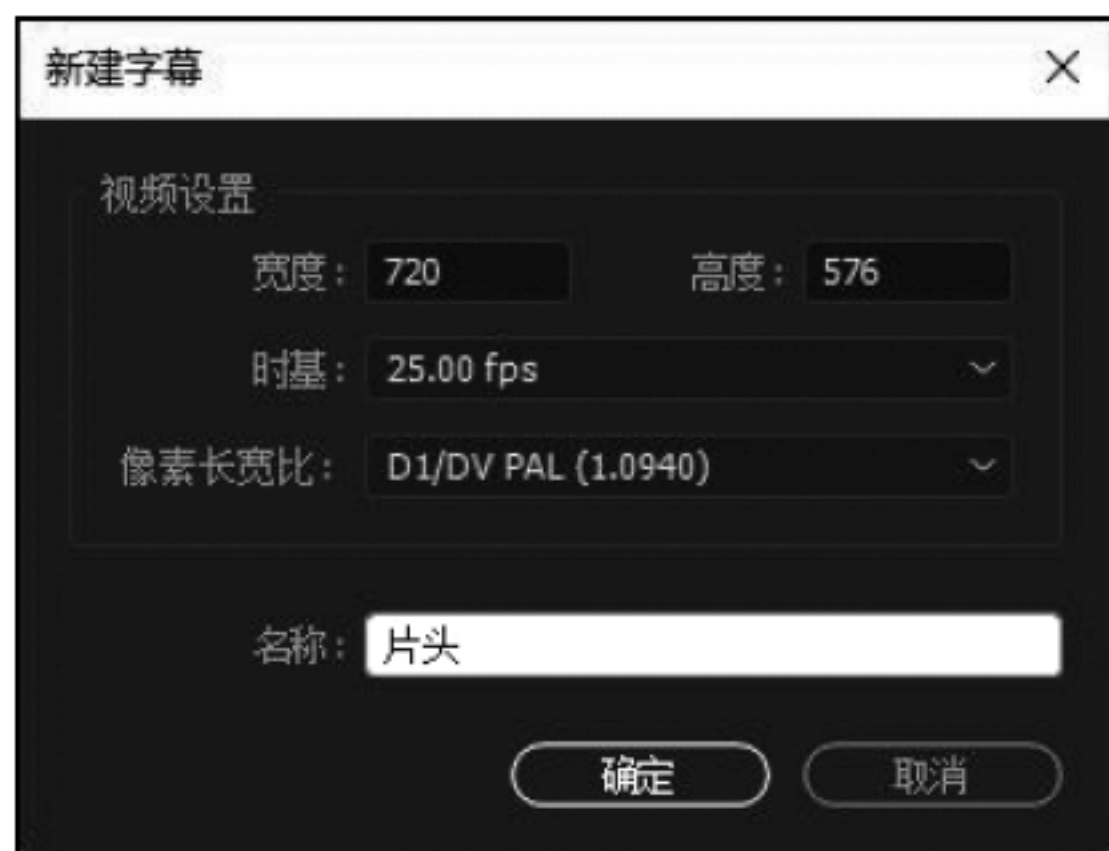 新建字幕
视频设置
宽度： 720 高度： 576
时基： 25.00 fps
像素长宽比： D1/DV PAL (1.0940)
名称： 片头
确定 取消